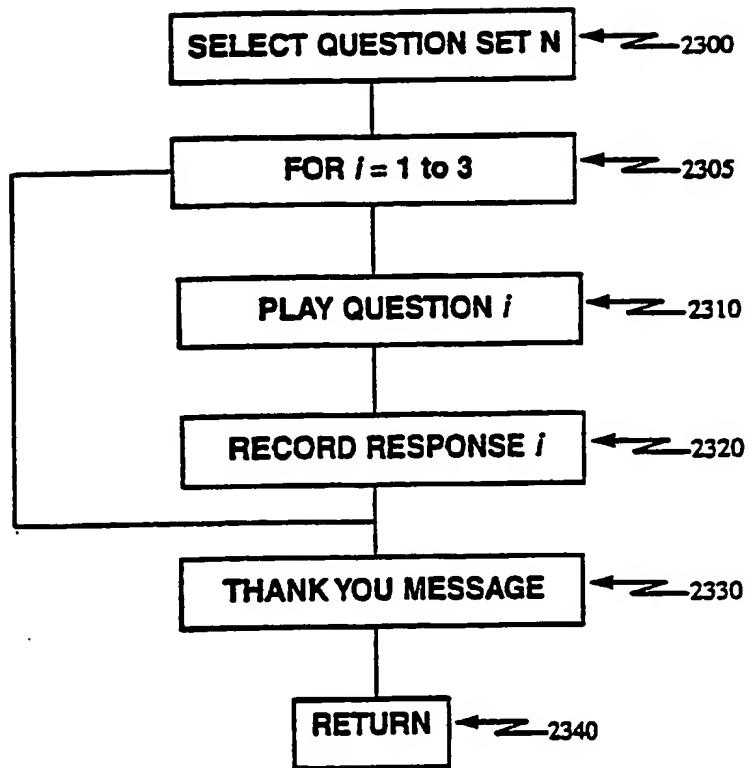 SELECT QUESTION SET N 2300
FOR i = 1 to 3 2305
PLAY QUESTION i 2310
RECORD RESPONSE i 2320
THANK YOU MESSAGE 2330
RETURN 2340